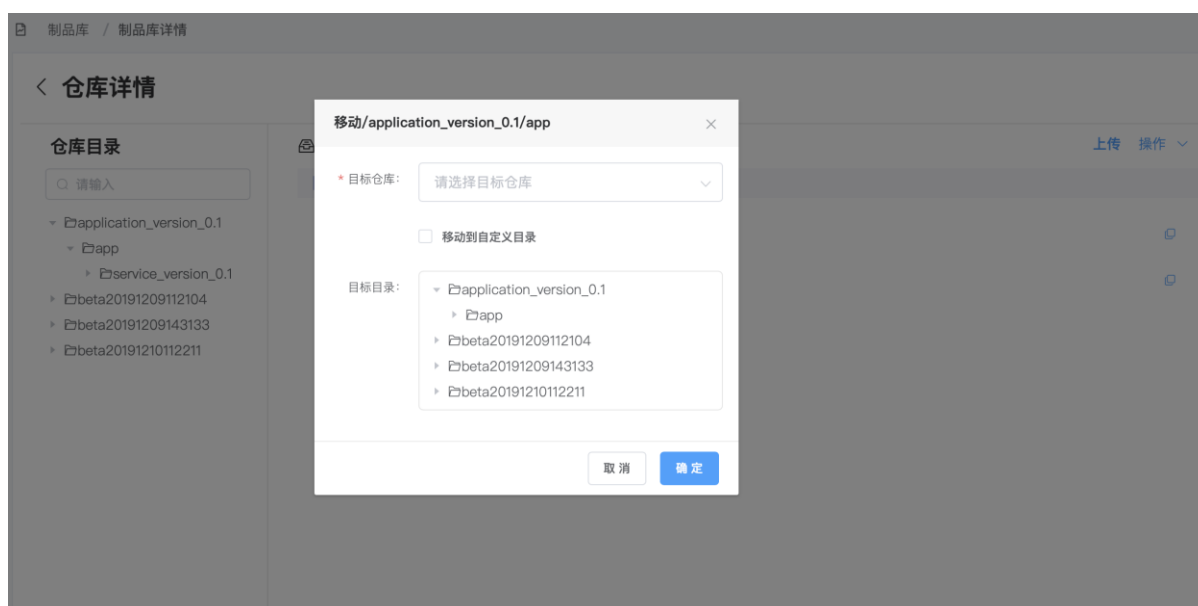 制品库 / 制品库详情
仓库详情
仓库目录
请输入
application_version_0.1
app
service_version_0.1
beta20191209112104
beta20191209143133
beta20191210112211
上传 操作
移动/application_version_0.1/app
* 目标仓库：
请选择目标仓库
移动到自定义目录
目标目录：
application_version_0.1
app
beta20191209112104
beta20191209143133
beta20191210112211
取消 确定